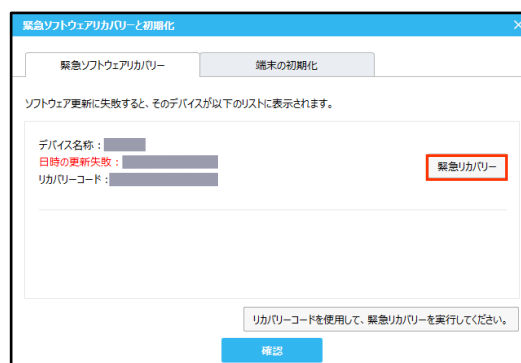 緊急ソフトウェアリカバリーと初期化
緊急ソフトウェアリカバリー
端末の初期化
ソフトウェア更新に失敗すると、そのデバイスが以下のリストに表示されます。
デバイス名称：
日時の更新失敗：
リカバリーコード：
緊急リカバリー
リカバリーコードを使用して、緊急リカバリーを実行してください。
確認